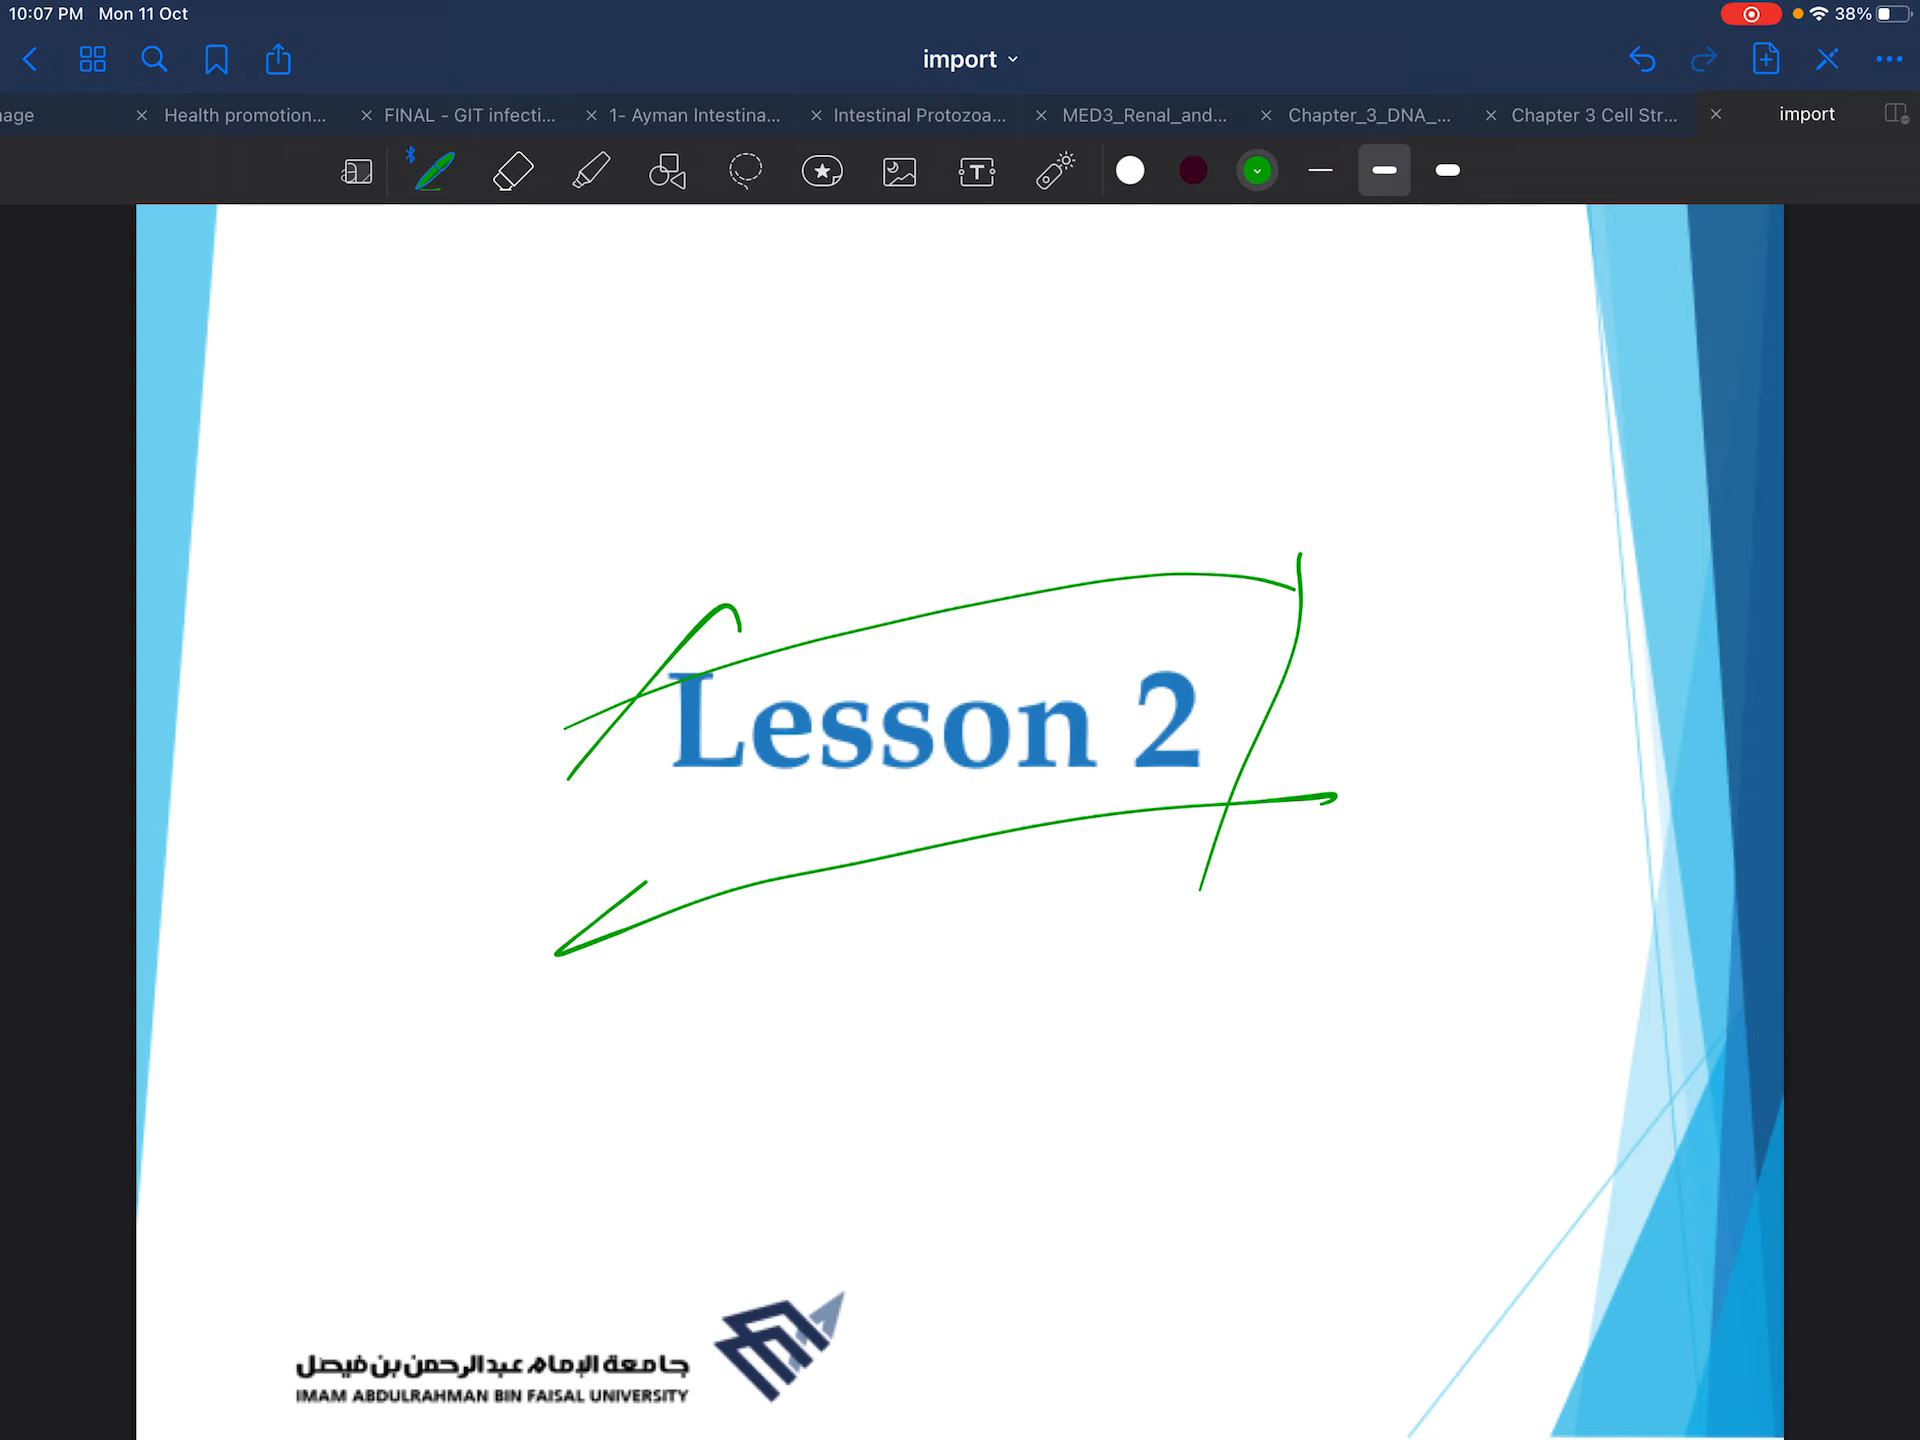 10:07 PM Mon 11 Oct
38%
import
age
Health promotion...
FINAL - GIT infecti...
1- Ayman Intestina...
Intestinal Protozoa...
MED3_Renal_and...
Chapter_3_DNA_...
Chapter 3 Cell Str...
import
T
Lesson 2
جامعة الإمام عبدالرحمن بن فيصل
IMAM ABDULRAHMAN BIN FAISAL UNIVERSITY